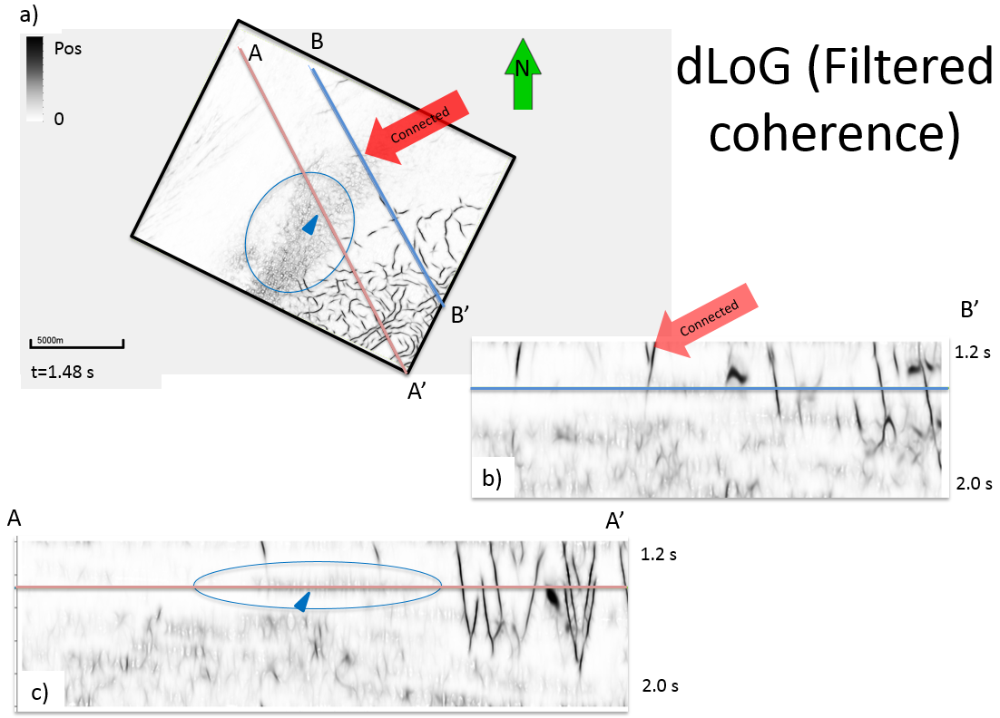 a)
Pos
0
A
B
N
Connected
dLoG (Filtered
coherence)
5000m
t=1.48 s
B’
A’
Connected
B’
1.2 s
b)
2.0 s
A
A’
1.2 s
c)
2.0 s